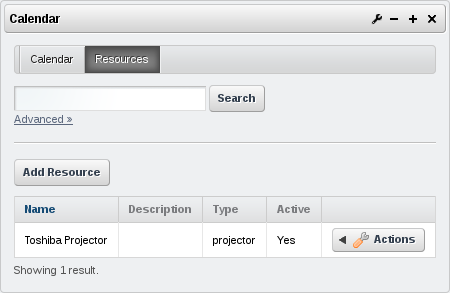 Calendar
Calendar Resources
Search
Advanced »
Add Resource
Name Description Type Active
Toshiba Projector projector Yes Actions
Showing 1 result.